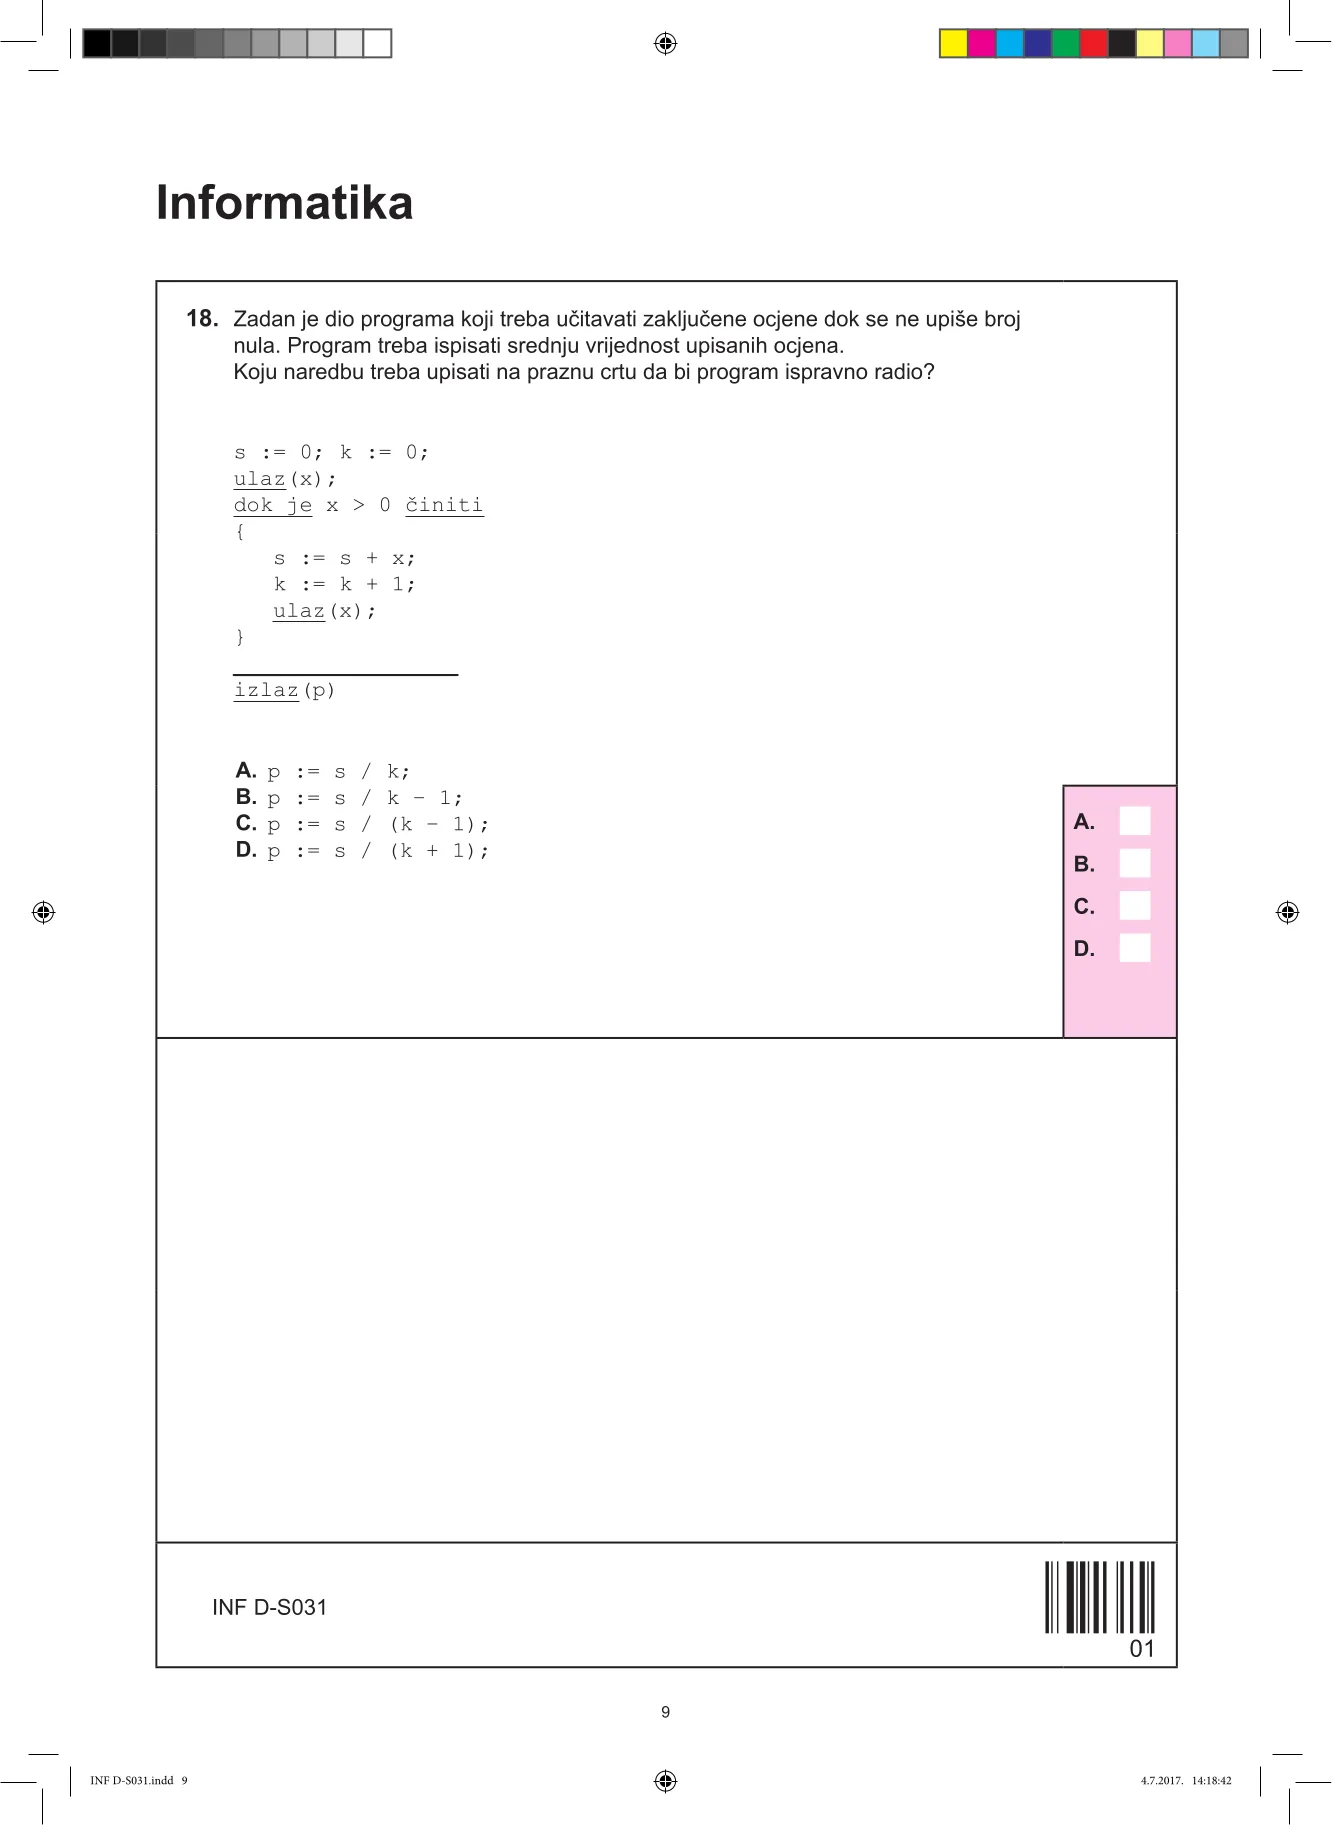 Informatika
18. Zadan je dio programa koji treba učitavati zaključene ocjene dok se ne upiše broj
nula. Program treba ispisati srednju vrijednost upisanih ocjena.
Koju naredbu treba upisati na praznu crtu da bi program ispravno radio?
s := 0; k := 0;
ulaz(x);
dok je x > 0 činiti
{
s := s + x;
k := k + 1;
ulaz(x);
}
izlaz(p)
A. p := s / k;
B. p := s / k – 1;
C. p := s / (k – 1);
D. p := s / (k + 1);
A.
B.
C.
D.
INF D-S031
01
9
INF D-S031.indd 9
4.7.2017. 14:18:42